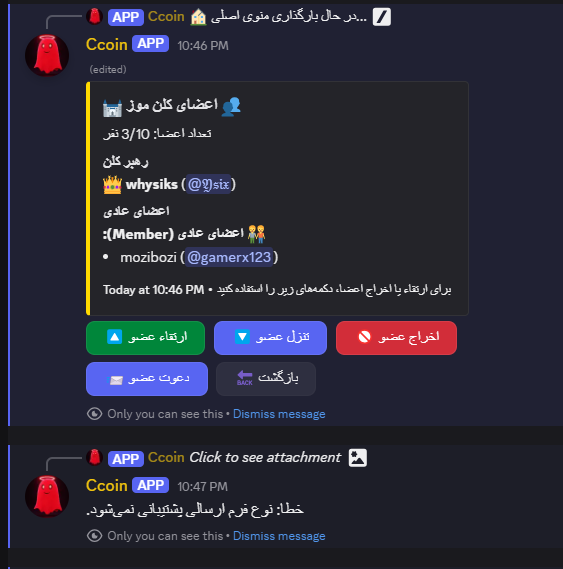 APP Ccoin 🏠 در حال بارگذاری منوی اصلی...
Ccoin APP 10:46 PM
(edited)
👥 اعضای کلن موز 🏰
تعداد اعضا: 3/10 نفر
رهبر کلن
👑 whysiks (@𝖄𝖘𝖎𝖝)
اعضای عادی
👬 اعضای عادی (Member):
• mozibozi (@gamerx123)
برای ارتقاء یا اخراج اعضا، دکمه‌های زیر را استفاده کنید • Today at 10:46 PM
ارتقاء عضو
تنزل عضو
اخراج عضو
دعوت عضو
BACK بازگشت
Only you can see this • Dismiss message
APP Ccoin Click to see attachment
Ccoin APP 10:47 PM
خطا: نوع فرم ارسالی پشتیبانی نمی‌شود.
Only you can see this • Dismiss message